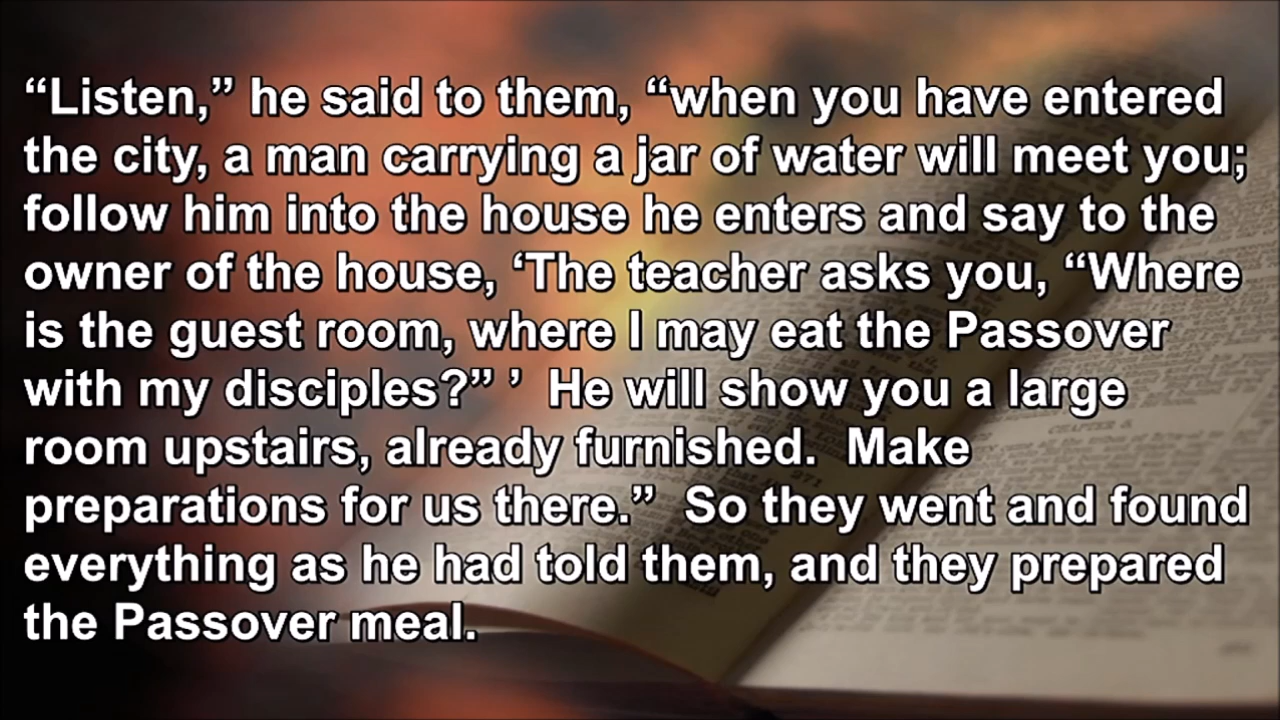 “Listen,” he said to them, “when you have entered
the city, a man carrying a jar of water will meet you;
follow him into the house he enters and say to the
owner of the house, ‘The teacher asks you, “Where
is the guest room, where I may eat the Passover
with my disciples?” ’  He will show you a large
room upstairs, already furnished.  Make
preparations for us there.”  So they went and found
everything as he had told them, and they prepared
the Passover meal.